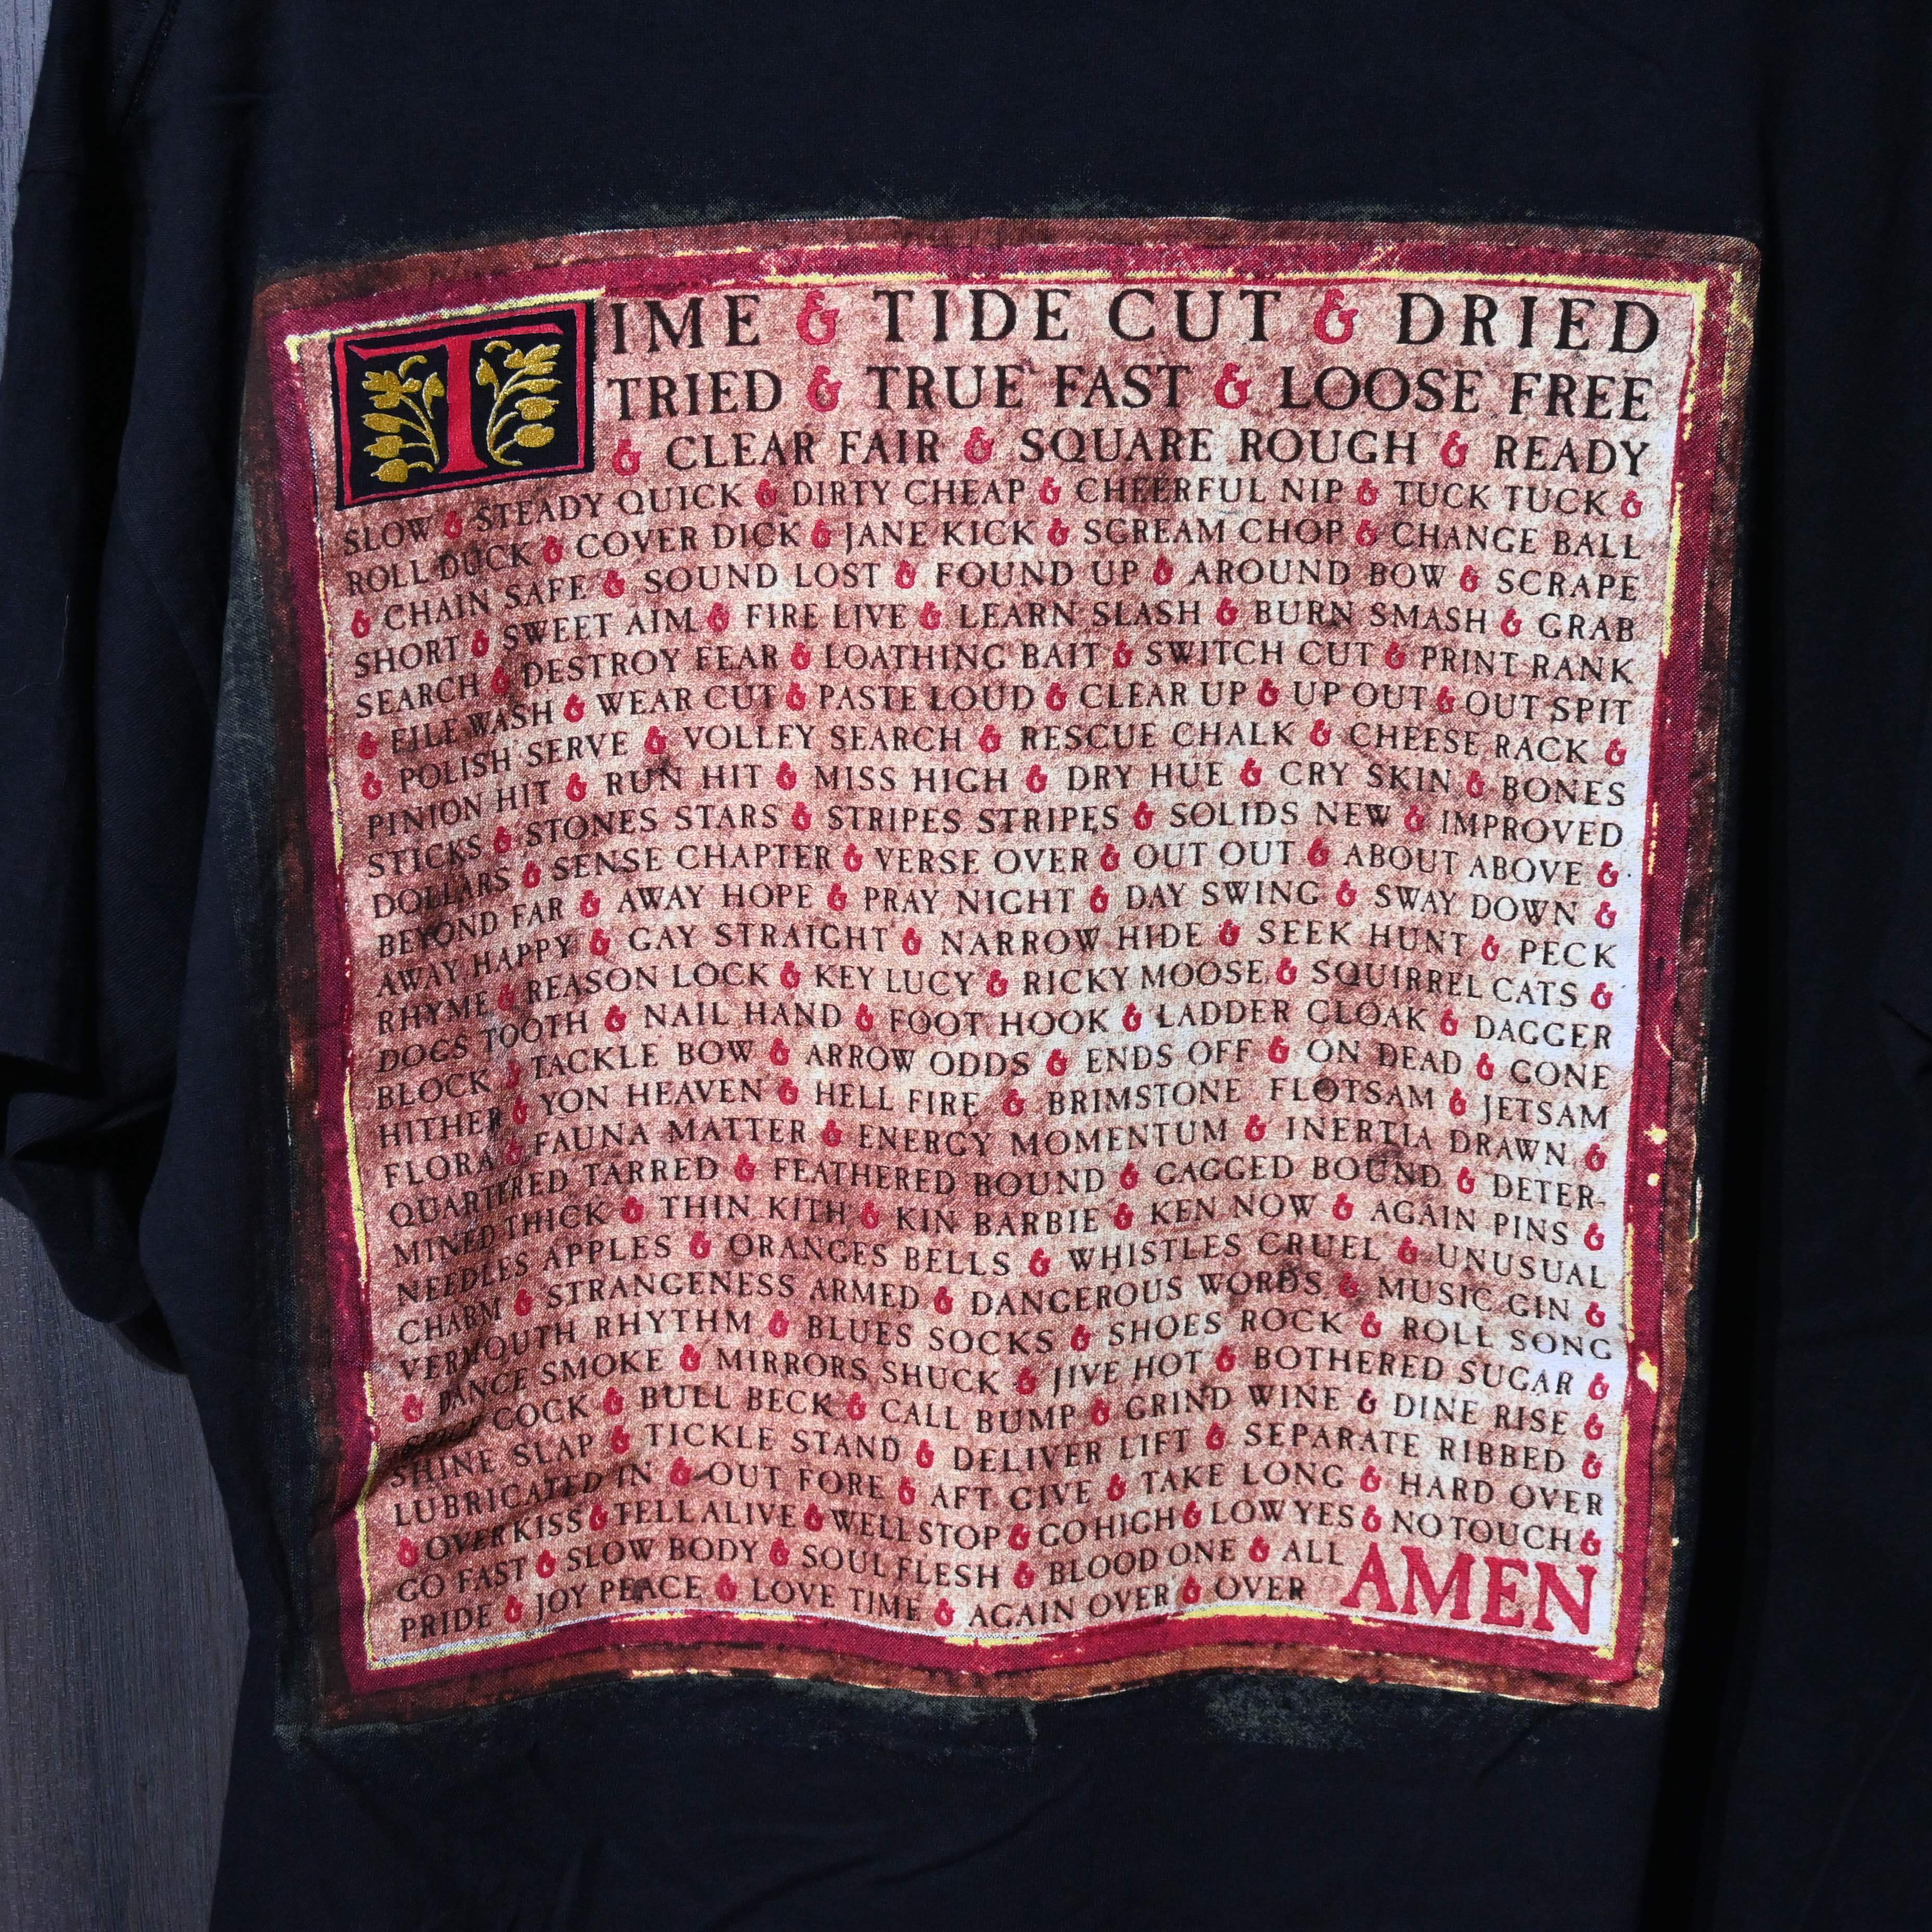 TIME & TIDE CUT & DRIED
TRIED & TRUE FAST & LOOSE FREE
& CLEAR FAIR & SQUARE ROUGH & READY
SLOW & STEADY QUICK & DIRTY CHEAP & CHEERFUL NIP & TUCK TUCK &
ROLL DUCK & COVER DICK & JANE KICK & SCREAM CHOP & CHANGE BALL
& CHAIN SAFE & SOUND LOST & FOUND UP & AROUND BOW & SCRAPE
SHORT & SWEET AIM & FIRE LIVE & LEARN SLASH & BURN SMASH & GRAB
SEARCH & DESTROY FEAR & LOATHING BAIT & SWITCH CUT & PRINT RANK
& FILE WASH & WEAR CUT & PASTE LOUD & CLEAR UP & UP OUT & OUT SPIT
& POLISH SERVE & VOLLEY SEARCH & RESCUE CHALK & CHEESE RACK &
PINION HIT & RUN HIT & MISS HIGH & DRY HUE & CRY SKIN & BONES
STICKS & STONES STARS & STRIPES STRIPES & SOLIDS NEW & IMPROVED
DOLLARS & SENSE CHAPTER & VERSE OVER & OUT OUT & ABOUT ABOVE &
BEYOND FAR & AWAY HOPE & PRAY NIGHT & DAY SWING & SWAY DOWN &
AWAY HAPPY & GAY STRAIGHT & NARROW HIDE & SEEK HUNT & PECK
RHYME & REASON LOCK & KEY LUCY & RICKY MOOSE & SQUIRREL CATS &
DOGS TOOTH & NAIL HAND & FOOT HOOK & LADDER CLOAK & DAGGER
BLOCK & TACKLE BOW & ARROW ODDS & ENDS OFF & ON DEAD & GONE
HITHER & YON HEAVEN & HELL FIRE & BRIMSTONE FLOTSAM & JETSAM
FLORA & FAUNA MATTER & ENERGY MOMENTUM & INERTIA DRAWN &
QUARTERED TARRED & FEATHERED BOUND & GAGGED BOUND & DETER-
MINED THICK & THIN KITH & KIN BARBIE & KEN NOW & AGAIN PINS &
NEEDLES APPLES & ORANGES BELLS & WHISTLES CRUEL & UNUSUAL
CHARM & STRANGENESS ARMED & DANGEROUS WORDS & MUSIC GIN &
VERMOUTH RHYTHM & BLUES SOCKS & SHOES ROCK & ROLL SONG
& DANCE SMOKE & MIRRORS SHUCK & JIVE HOT & BOTHERED SUGAR &
SPICE COCK & BULL BECK & CALL BUMP & GRIND WINE & DINE RISE &
SHINE SLAP & TICKLE STAND & DELIVER LIFT & SEPARATE RIBBED &
LUBRICATED IN & OUT FORE & AFT GIVE & TAKE LONG & HARD OVER
& OVER KISS & TELL ALIVE & WELL STOP & GO HIGH & LOW YES & NO TOUCH &
GO FAST & SLOW BODY & SOUL FLESH & BLOOD ONE & ALL
PRIDE & JOY PEACE & LOVE TIME & AGAIN OVER & OVER AMEN